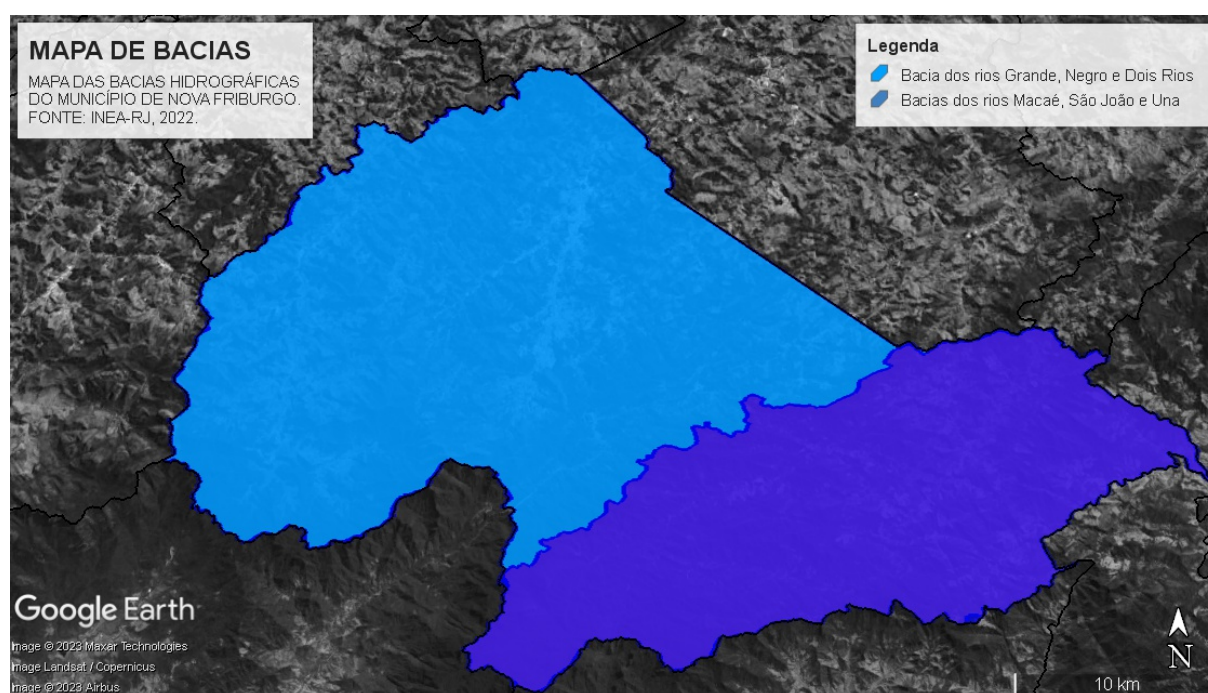 MAPA DE BACIAS
MAPA DAS BACIAS HIDROGRÁFICAS
DO MUNICÍPIO DE NOVA FRIBURGO.
FONTE: INEA-RJ, 2022.
Legenda
Bacia dos rios Grande, Negro e Dois Rios
Bacias dos rios Macaé, São João e Una
Google Earth
Image © 2023 Maxar Technologies
Image Landsat / Copernicus
Image © 2023 Airbus
N
10 km